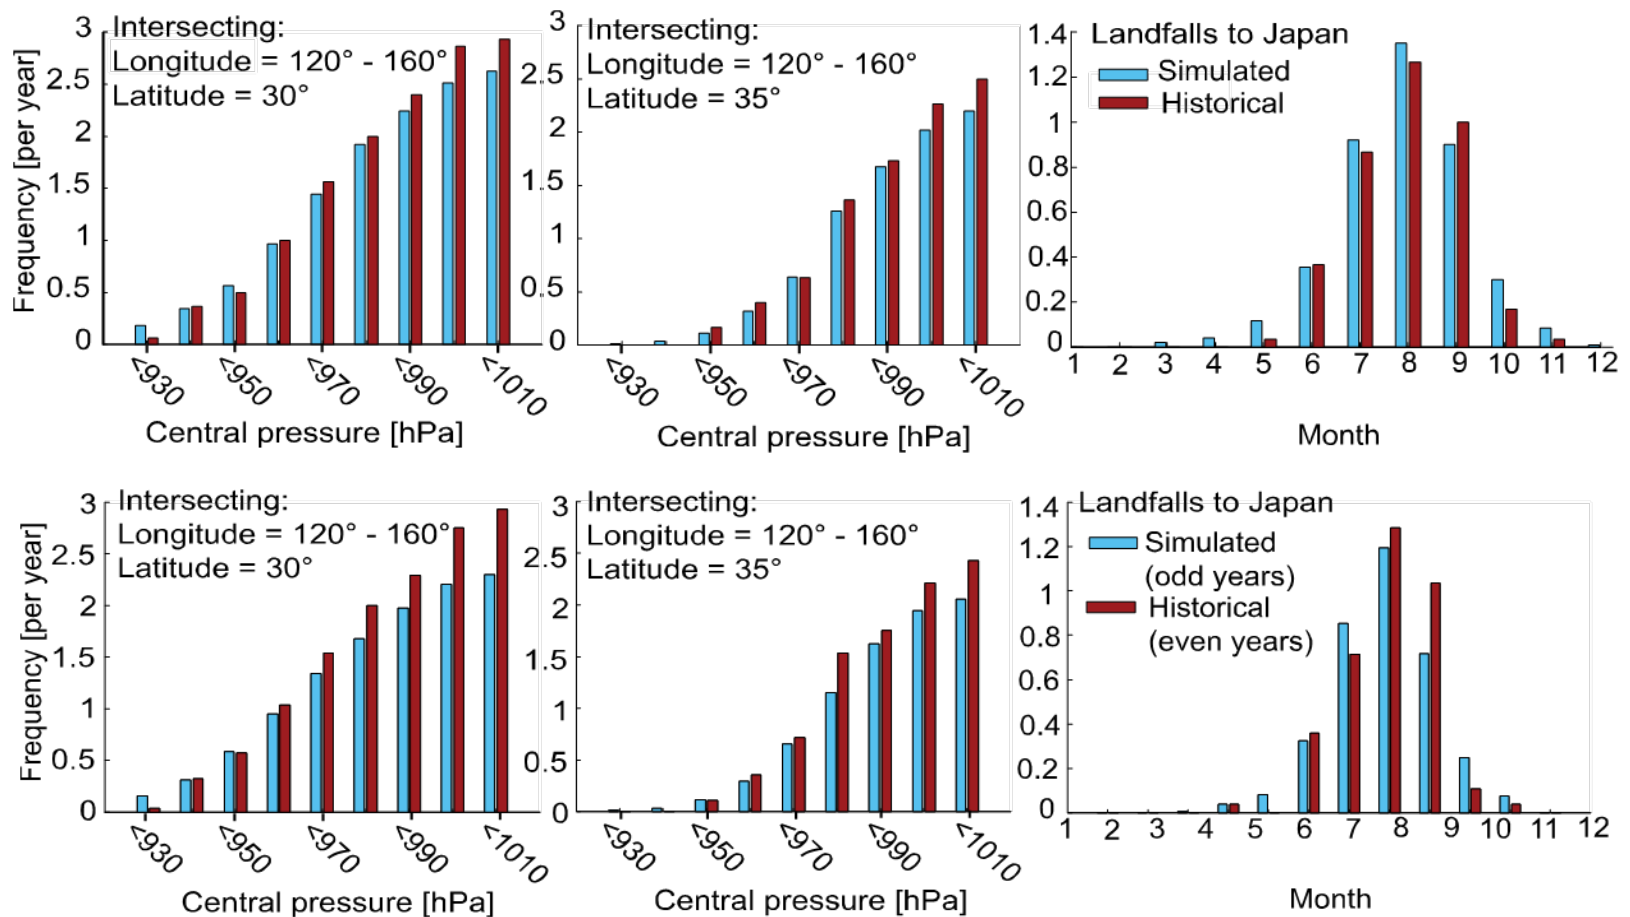 Intersecting:
Longitude = 120° - 160°
Latitude = 30°
3
2.5
2
1.5
1
0.5
0
Frequency [per year]
<930
<950
<970
<990
<1010
Central pressure [hPa]
Intersecting:
Longitude = 120° - 160°
Latitude = 35°
3
2.5
2
1.5
1
0.5
0
<930
<950
<970
<990
<1010
Central pressure [hPa]
Landfalls to Japan
Simulated
Historical
1.4
1.2
1
0.8
0.6
0.4
0.2
0
1 2 3 4 5 6 7 8 9 10 11 12
Month
Intersecting:
Longitude = 120° - 160°
Latitude = 30°
3
2.5
2
1.5
1
0.5
0
Frequency [per year]
<930
<950
<970
<990
<1010
Central pressure [hPa]
Intersecting:
Longitude = 120° - 160°
Latitude = 35°
3
2.5
2
1.5
1
0.5
0
<930
<950
<970
<990
<1010
Central pressure [hPa]
Landfalls to Japan
Simulated
(odd years)
Historical
(even years)
1.4
1.2
1
0.8
0.6
0.4
0.2
0
1 2 3 4 5 6 7 8 9 10 11 12
Month